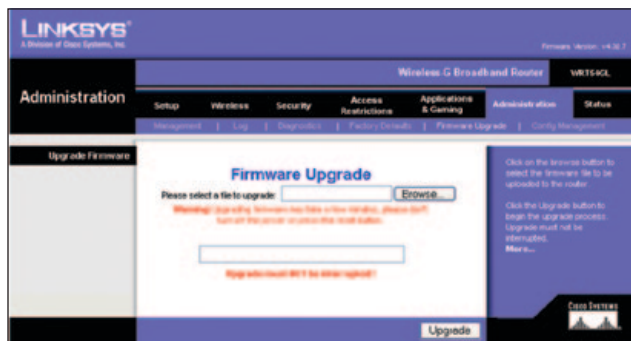 LINKSYS®
A Division of Cisco Systems, Inc.
Firmware Version: v4.30.7
Wireless-G Broadband Router WRT54GL
Administration
Setup Wireless Security Access Restrictions Applications & Gaming Administration Status
Management | Log | Diagnostics | Factory Defaults | Firmware Upgrade | Config Management
Upgrade Firmware
Firmware Upgrade
Please select a file to upgrade: Browse...
Warning! Upgrading firmware may take a few minutes, please don't
turn off the power or press the reset button.
Upgrade must NOT be interrupted!
Click on the browse button to
select the firmware file to be
uploaded to the router.
Click the Upgrade button to
begin the upgrade process.
Upgrade must not be
interrupted.
More...
Upgrade
CISCO SYSTEMS